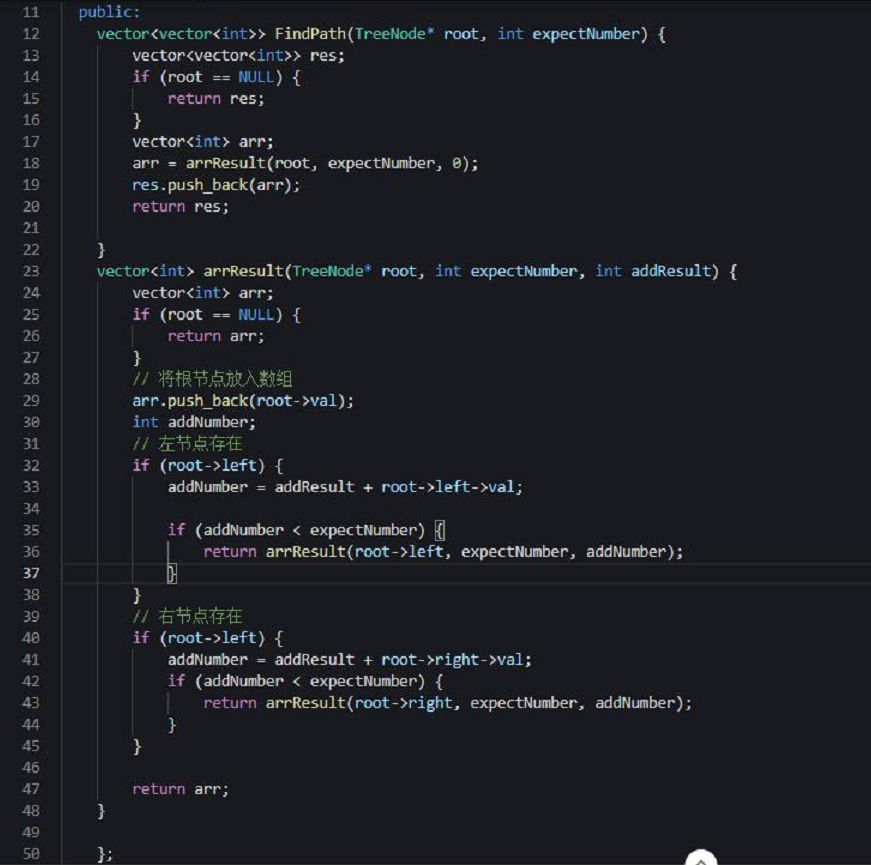 11 public:
12 vector<vector<int>> FindPath(TreeNode* root, int expectNumber) {
13 vector<vector<int>> res;
14 if (root == NULL) {
15 return res;
16 }
17 vector<int> arr;
18 arr = arrResult(root, expectNumber, 0);
19 res.push_back(arr);
20 return res;
21
22 }
23 vector<int> arrResult(TreeNode* root, int expectNumber, int addResult) {
24 vector<int> arr;
25 if (root == NULL) {
26 return arr;
27 }
28 // 将根节点放入数组
29 arr.push_back(root->val);
30 int addNumber;
31 // 左节点存在
32 if (root->left) {
33 addNumber = addResult + root->left->val;
34
35 if (addNumber < expectNumber) {
36 return arrResult(root->left, expectNumber, addNumber);
37 }
38 }
39 // 右节点存在
40 if (root->left) {
41 addNumber = addResult + root->right->val;
42 if (addNumber < expectNumber) {
43 return arrResult(root->right, expectNumber, addNumber);
44 }
45 }
46
47 return arr;
48 }
49
50 };